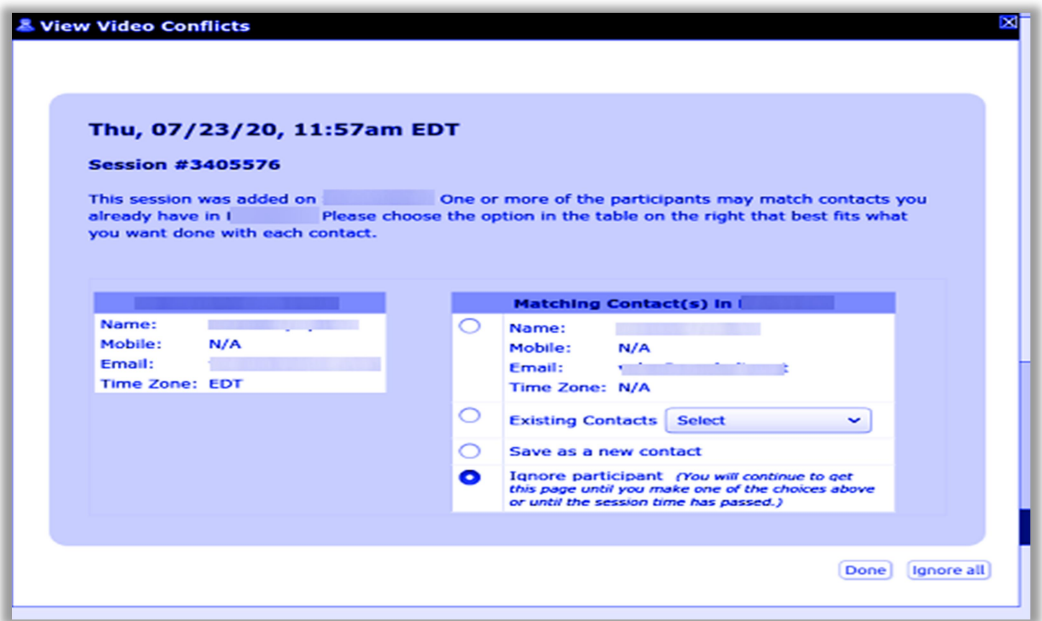 View Video Conflicts
Thu, 07/23/20, 11:57am EDT
Session #3405576
This session was added on One or more of the participants may match contacts you
already have in Please choose the option in the table on the right that best fits what
you want done with each contact.
Name:
Mobile: N/A
Email:
Time Zone: EDT
Matching Contact(s) in
Name:
Mobile: N/A
Email:
Time Zone: N/A
Existing Contacts Select
Save as a new contact
Ignore participant (You will continue to get
this page until you make one of the choices above
or until the session time has passed.)
Done Ignore all